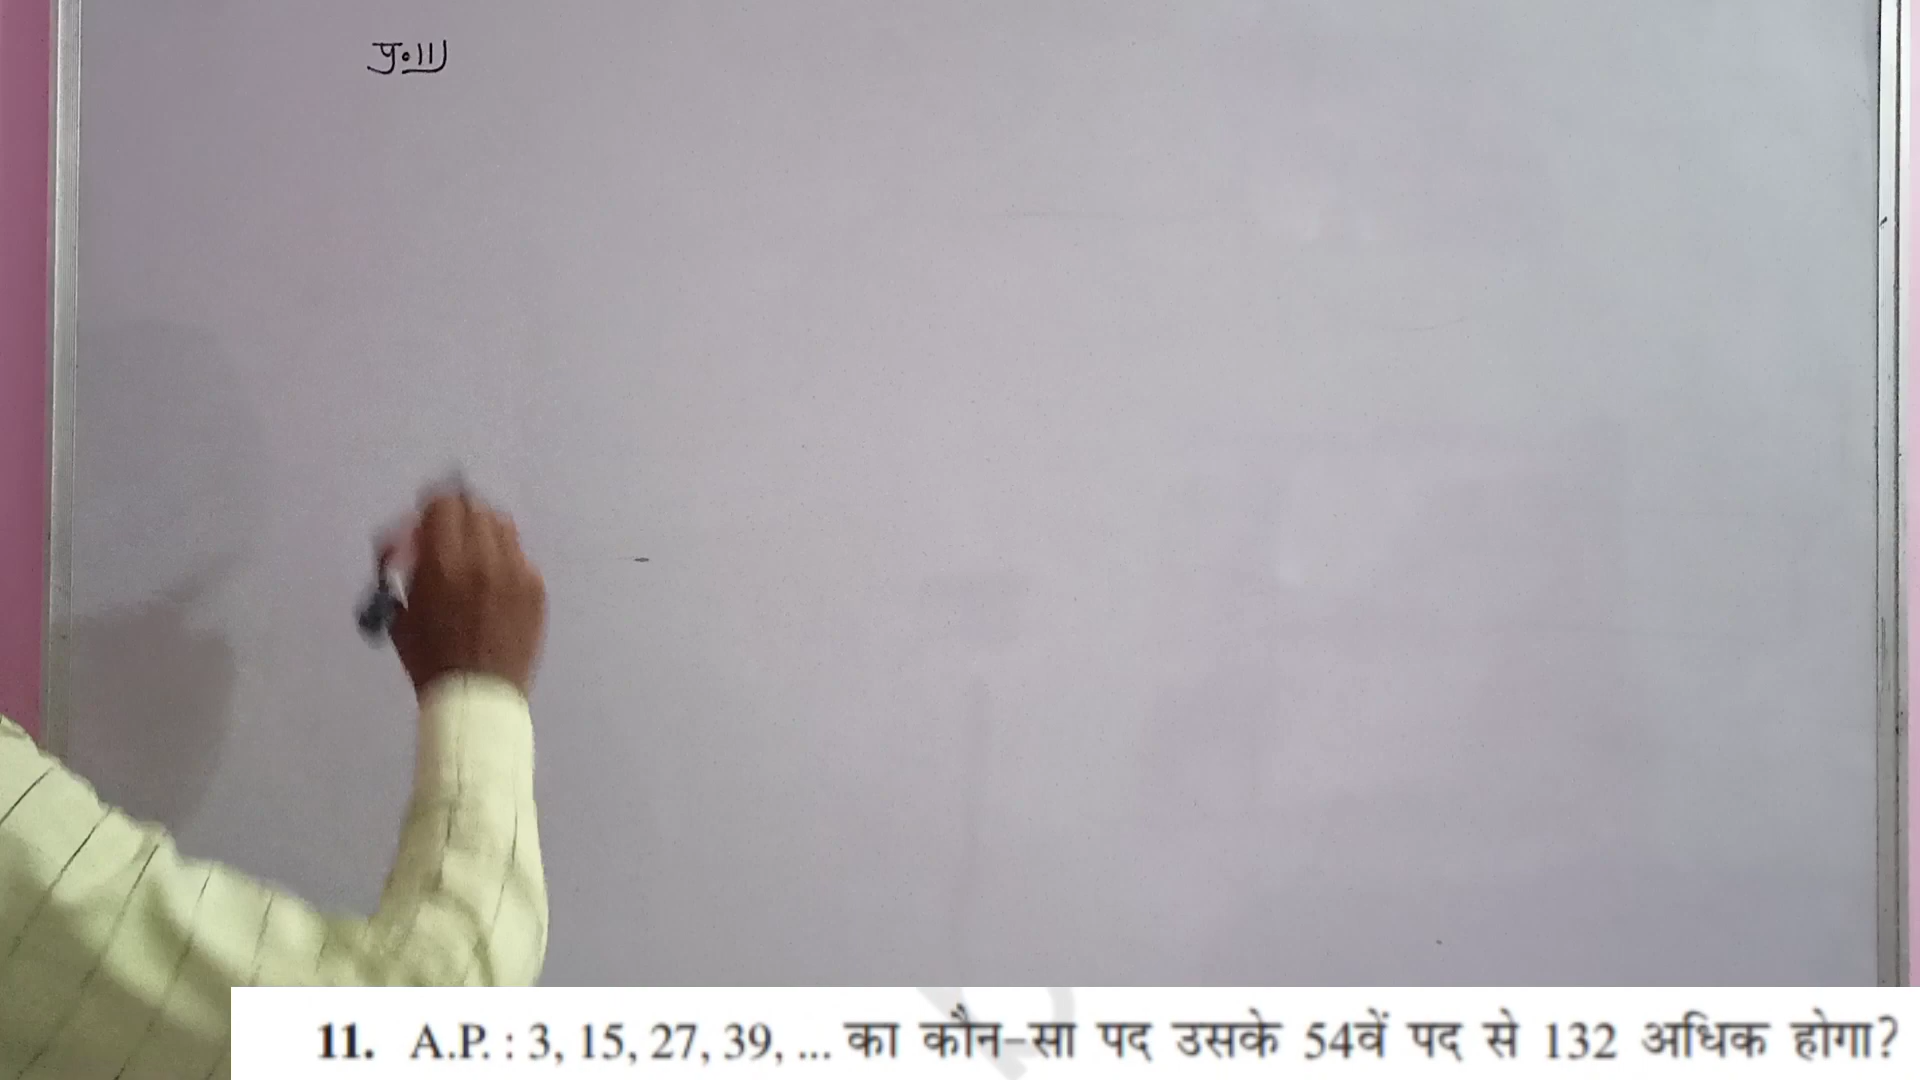 प्र०11
11. A.P. : 3, 15, 27, 39, ... का कौन-सा पद उसके 54वें पद से 132 अधिक होगा?